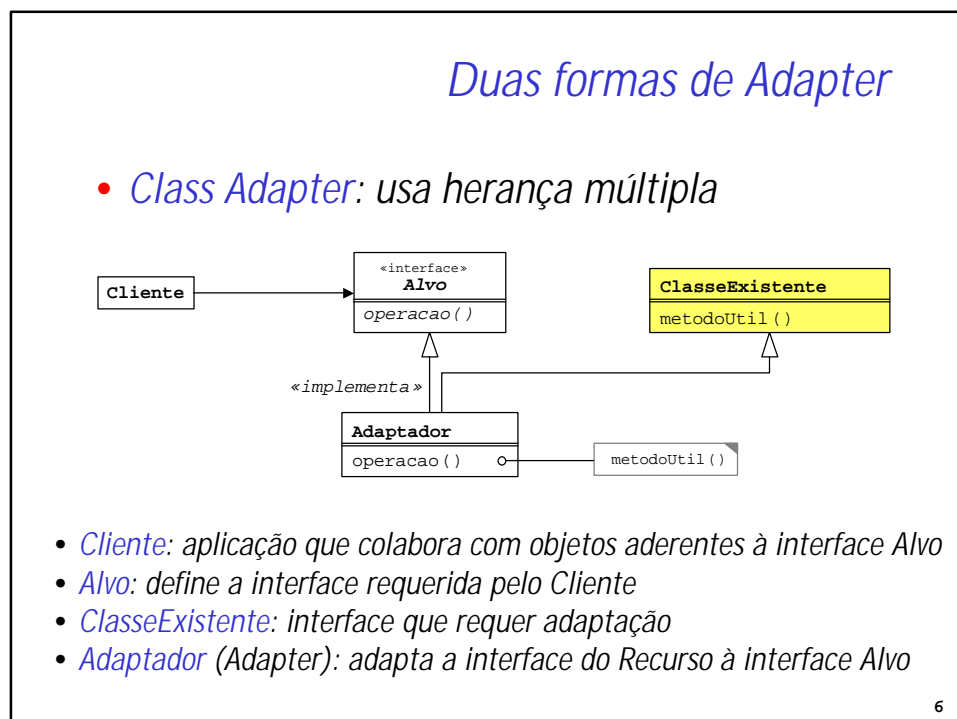 Duas formas de Adapter
• Class Adapter: usa herança múltipla
«interface»
Alvo
operacao()
Cliente
ClasseExistente
metodoUtil()
«implementa»
Adaptador
operacao()
metodoUtil()
• Cliente: aplicação que colabora com objetos aderentes à interface Alvo
• Alvo: define a interface requerida pelo Cliente
• ClasseExistente: interface que requer adaptação
• Adaptador (Adapter): adapta a interface do Recurso à interface Alvo
6